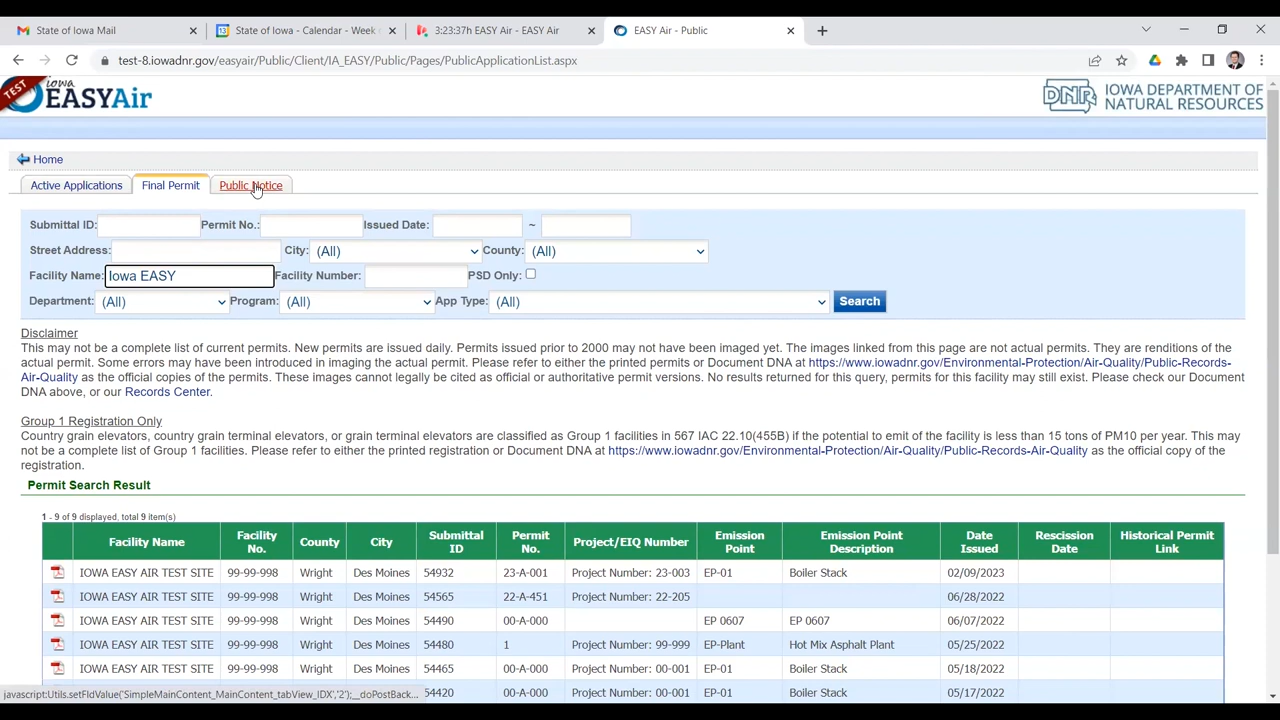 State of Iowa Mail
State of Iowa - Calendar - Week
3:23:37h EASY Air - EASY Air
EASY Air - Public
test-8.iowadnr.gov/easyair/Public/Client/IA_EASY/Public/Pages/PublicApplicationList.aspx
TEST
iowa
EASYAir
DNR IOWA DEPARTMENT OF
NATURAL RESOURCES
Home
Active Applications Final Permit Public Notice
Submittal ID: Permit No.: Issued Date: ~
Street Address: City: (All) County: (All)
Facility Name: Iowa EASY Facility Number: PSD Only:
Department: (All) Program: (All) App Type: (All) Search
Disclaimer
This may not be a complete list of current permits. New permits are issued daily. Permits issued prior to 2000 may not have been imaged yet. The images linked from this page are not actual permits. They are renditions of the
actual permit. Some errors may have been introduced in imaging the actual permit. Please refer to either the printed permits or Document DNA at https://www.iowadnr.gov/Environmental-Protection/Air-Quality/Public-Records-
Air-Quality as the official copies of the permits. These images cannot legally be cited as official or authoritative permit versions. No results returned for this query, permits for this facility may still exist. Please check our Document
DNA above, or our Records Center.
Group 1 Registration Only
Country grain elevators, country grain terminal elevators, or grain terminal elevators are classified as Group 1 facilities in 567 IAC 22.10(455B) if the potential to emit of the facility is less than 15 tons of PM10 per year. This may
not be a complete list of Group 1 facilities. Please refer to either the printed registration or Document DNA at https://www.iowadnr.gov/Environmental-Protection/Air-Quality/Public-Records-Air-Quality as the official copy of the
registration.
Permit Search Result
1 - 9 of 9 displayed, total 9 item(s)
Facility Name Facility No. County City Submittal ID Permit No. Project/EIQ Number Emission Point Emission Point Description Date Issued Rescission Date Historical Permit Link
IOWA EASY AIR TEST SITE 99-99-998 Wright Des Moines 54932 23-A-001 Project Number: 23-003 EP-01 Boiler Stack 02/09/2023
IOWA EASY AIR TEST SITE 99-99-998 Wright Des Moines 54565 22-A-451 Project Number: 22-205 06/28/2022
IOWA EASY AIR TEST SITE 99-99-998 Wright Des Moines 54490 00-A-000 EP 0607 EP 0607 06/07/2022
IOWA EASY AIR TEST SITE 99-99-998 Wright Des Moines 54480 1 Project Number: 99-999 EP-Plant Hot Mix Asphalt Plant 05/25/2022
IOWA EASY AIR TEST SITE 99-99-998 Wright Des Moines 54465 00-A-000 Project Number: 00-001 EP-01 Boiler Stack 05/18/2022
IOWA EASY AIR TEST SITE 99-99-998 Wright Des Moines 54420 00-A-000 Project Number: 00-001 EP-01 Boiler Stack 05/17/2022
javascript:Utils.setFldValue('SimpleMainContent_MainContent_tabView_IDX','2');__doPostBack...